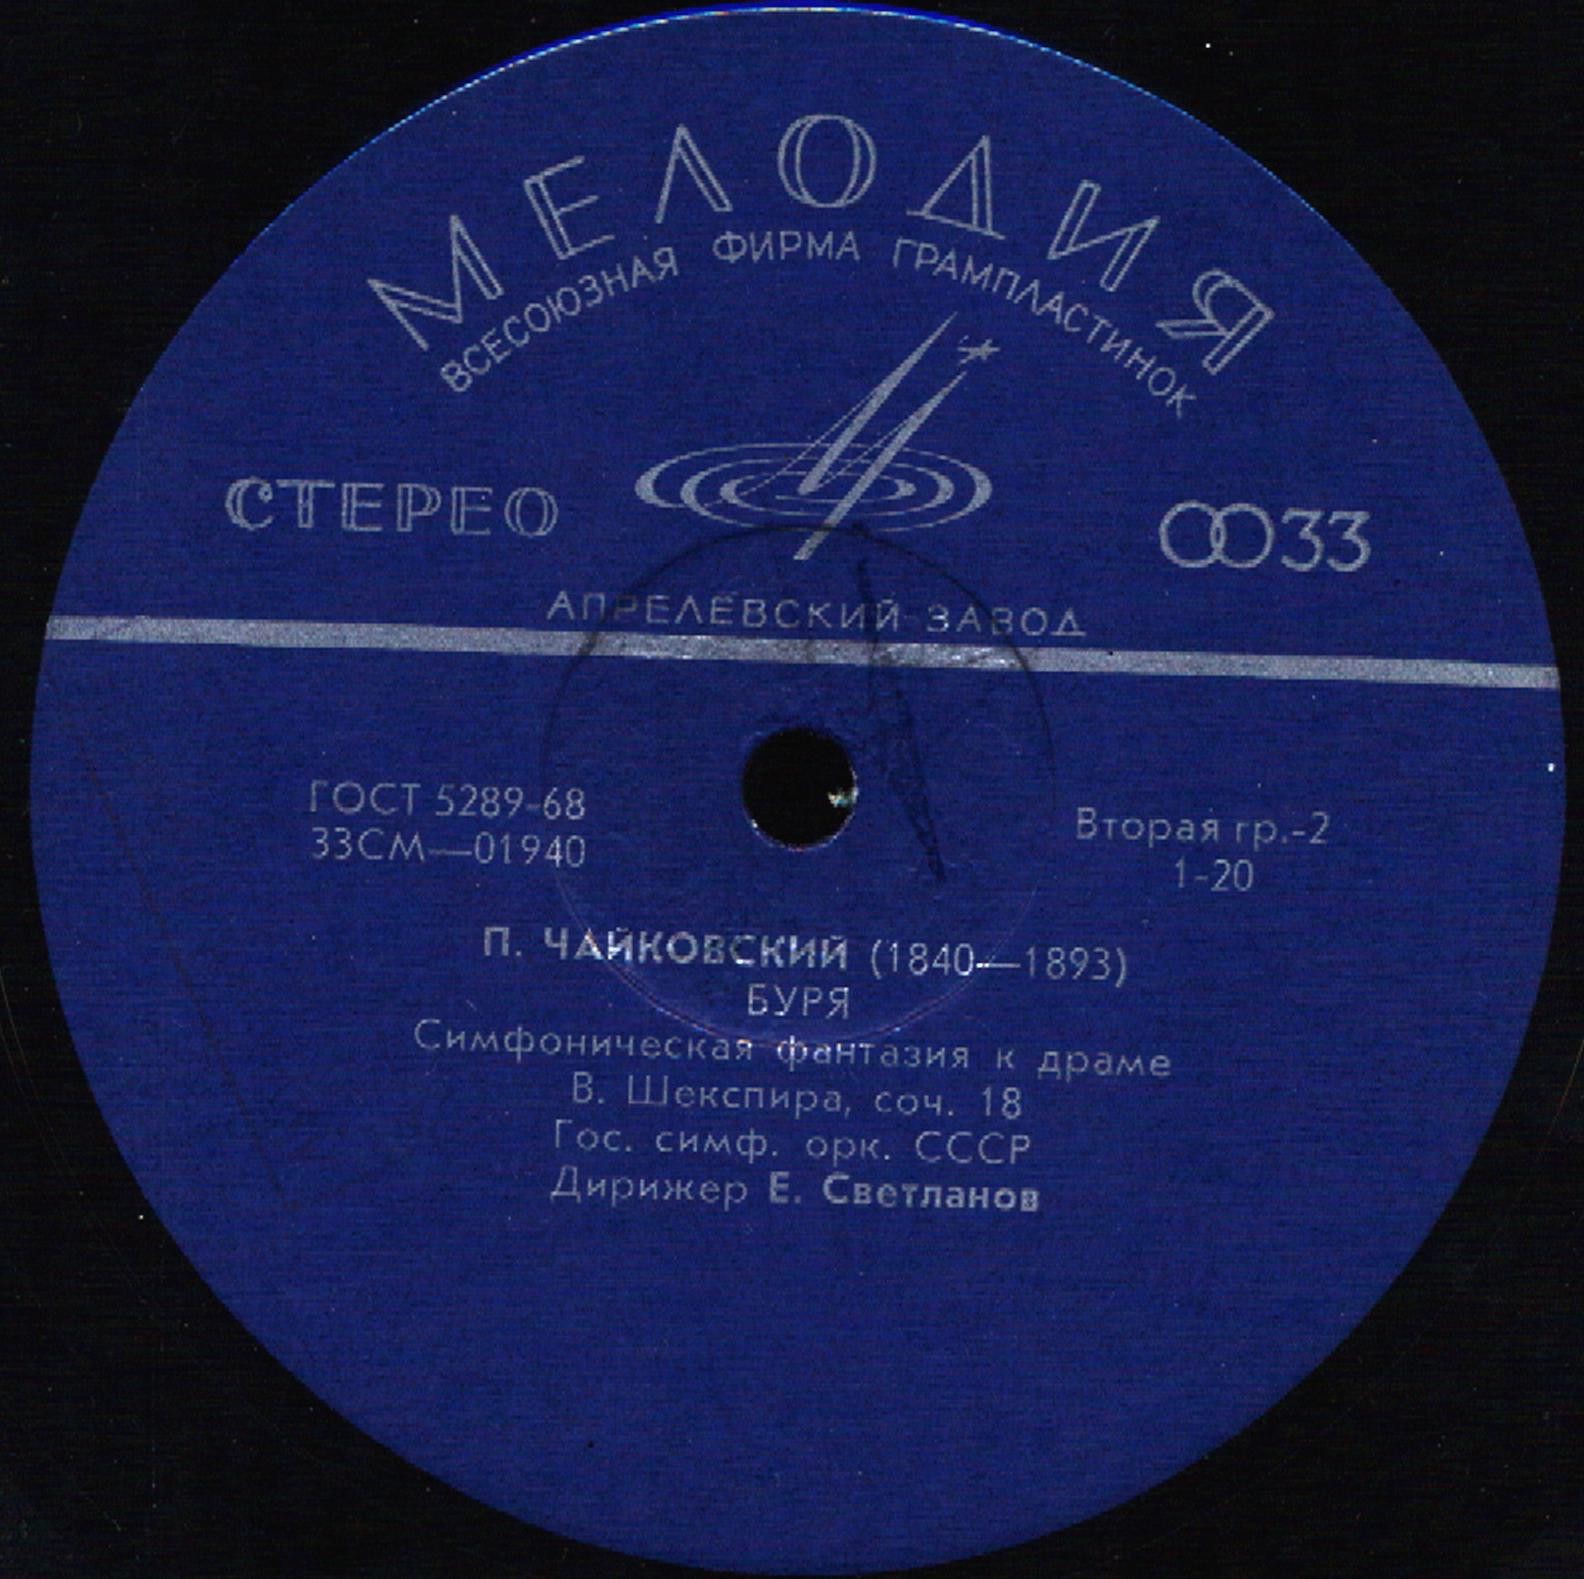 МЕЛОДИЯ
ВСЕСОЮЗНАЯ ФИРМА ГРАМПЛАСТИНОК
СТЕРЕО
33
АПРЕЛЕВСКИЙ ЗАВОД
ГОСТ 5289-68
33СМ—01940
Вторая гр.-2
1-20
П. ЧАЙКОВСКИЙ (1840—1893)
БУРЯ
Симфоническая фантазия к драме
В. Шекспира, соч. 18
Гос. симф. орк. СССР
Дирижер Е. Светланов